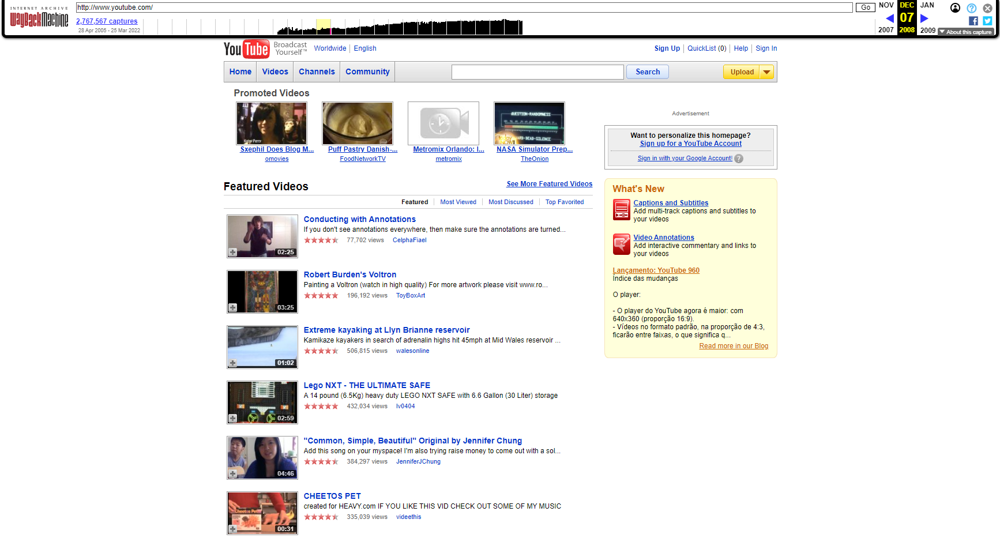 INTERNET ARCHIVE
WayBackMachine
http://www.youtube.com/
Go
NOV
DEC
JAN
2,767,567 captures
07
28 Apr 2005 - 25 Mar 2022
2007
2008
2009
About this capture
YouTube
Broadcast Yourself™
Worldwide
English
Sign Up
QuickList (0)
Help
Sign In
Home
Videos
Channels
Community
Search
Upload
Promoted Videos
Katy Perry
QUESTION-RANDOMNESS
HARD-DEAD-SILENCE
Sxephil Does Blog M...
Puff Pastry Danish-...
Metromix Orlando: I...
NASA Simulator Prep...
omovies
FoodNetworkTV
metromix
TheOnion
Advertisement
Want to personalize this homepage?
Sign up for a YouTube Account
Sign in with your Google Account!
?
Featured Videos
See More Featured Videos
Featured
Most Viewed
Most Discussed
Top Favorited
Conducting with Annotations
If you don't see annotations everywhere, then make sure the annotations are turned...
77,702 views
CelphaFiael
02:25
Robert Burden's Voltron
Painting a Voltron (watch in high quality) For more artwork please visit www.ro...
196,192 views
ToyBoxArt
03:25
Extreme kayaking at Llyn Brianne reservoir
Kamikaze kayakers in search of adrenalin highs hit 45mph at Mid Wales reservoir ...
506,815 views
walesonline
01:02
Lego NXT - THE ULTIMATE SAFE
A 14 pound (6.5Kg) heavy duty LEGO NXT SAFE with 6.6 Gallon (30 Liter) storage
432,034 views
lv0404
02:59
"Common, Simple, Beautiful" Original by Jennifer Chung
Add this song on your myspace! I'm also trying raise money to come out with a sol...
384,297 views
JenniferJChung
04:46
CHEETOS PET
created for HEAVY.com IF YOU LIKE THIS VID CHECK OUT SOME OF MY MUSIC
335,039 views
videethis
Cheetos Pet
00:31
What's New
Captions and Subtitles
Add multi-track captions and subtitles to
your videos
Video Annotations
Add interactive commentary and links to
your videos
Lançamento: YouTube 960
Índice das mudanças
O player:
- O player do YouTube agora é maior: com
640x360 (proporção 16:9).
- Vídeos no formato padrão, na proporção de 4:3,
ficarão entre faixas, o que significa q...
Read more in our Blog